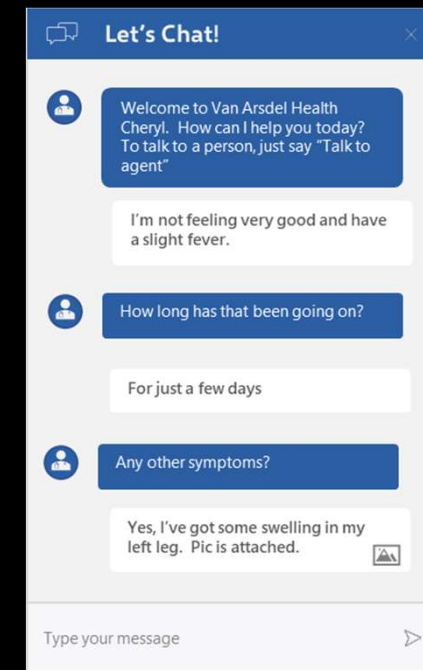 Let's Chat!
Welcome to Van Arsdel Health
Cheryl. How can I help you today?
To talk to a person, just say "Talk to
agent"
I'm not feeling very good and have
a slight fever.
How long has that been going on?
For just a few days
Any other symptoms?
Yes, I've got some swelling in my
left leg. Pic is attached.
Type your message